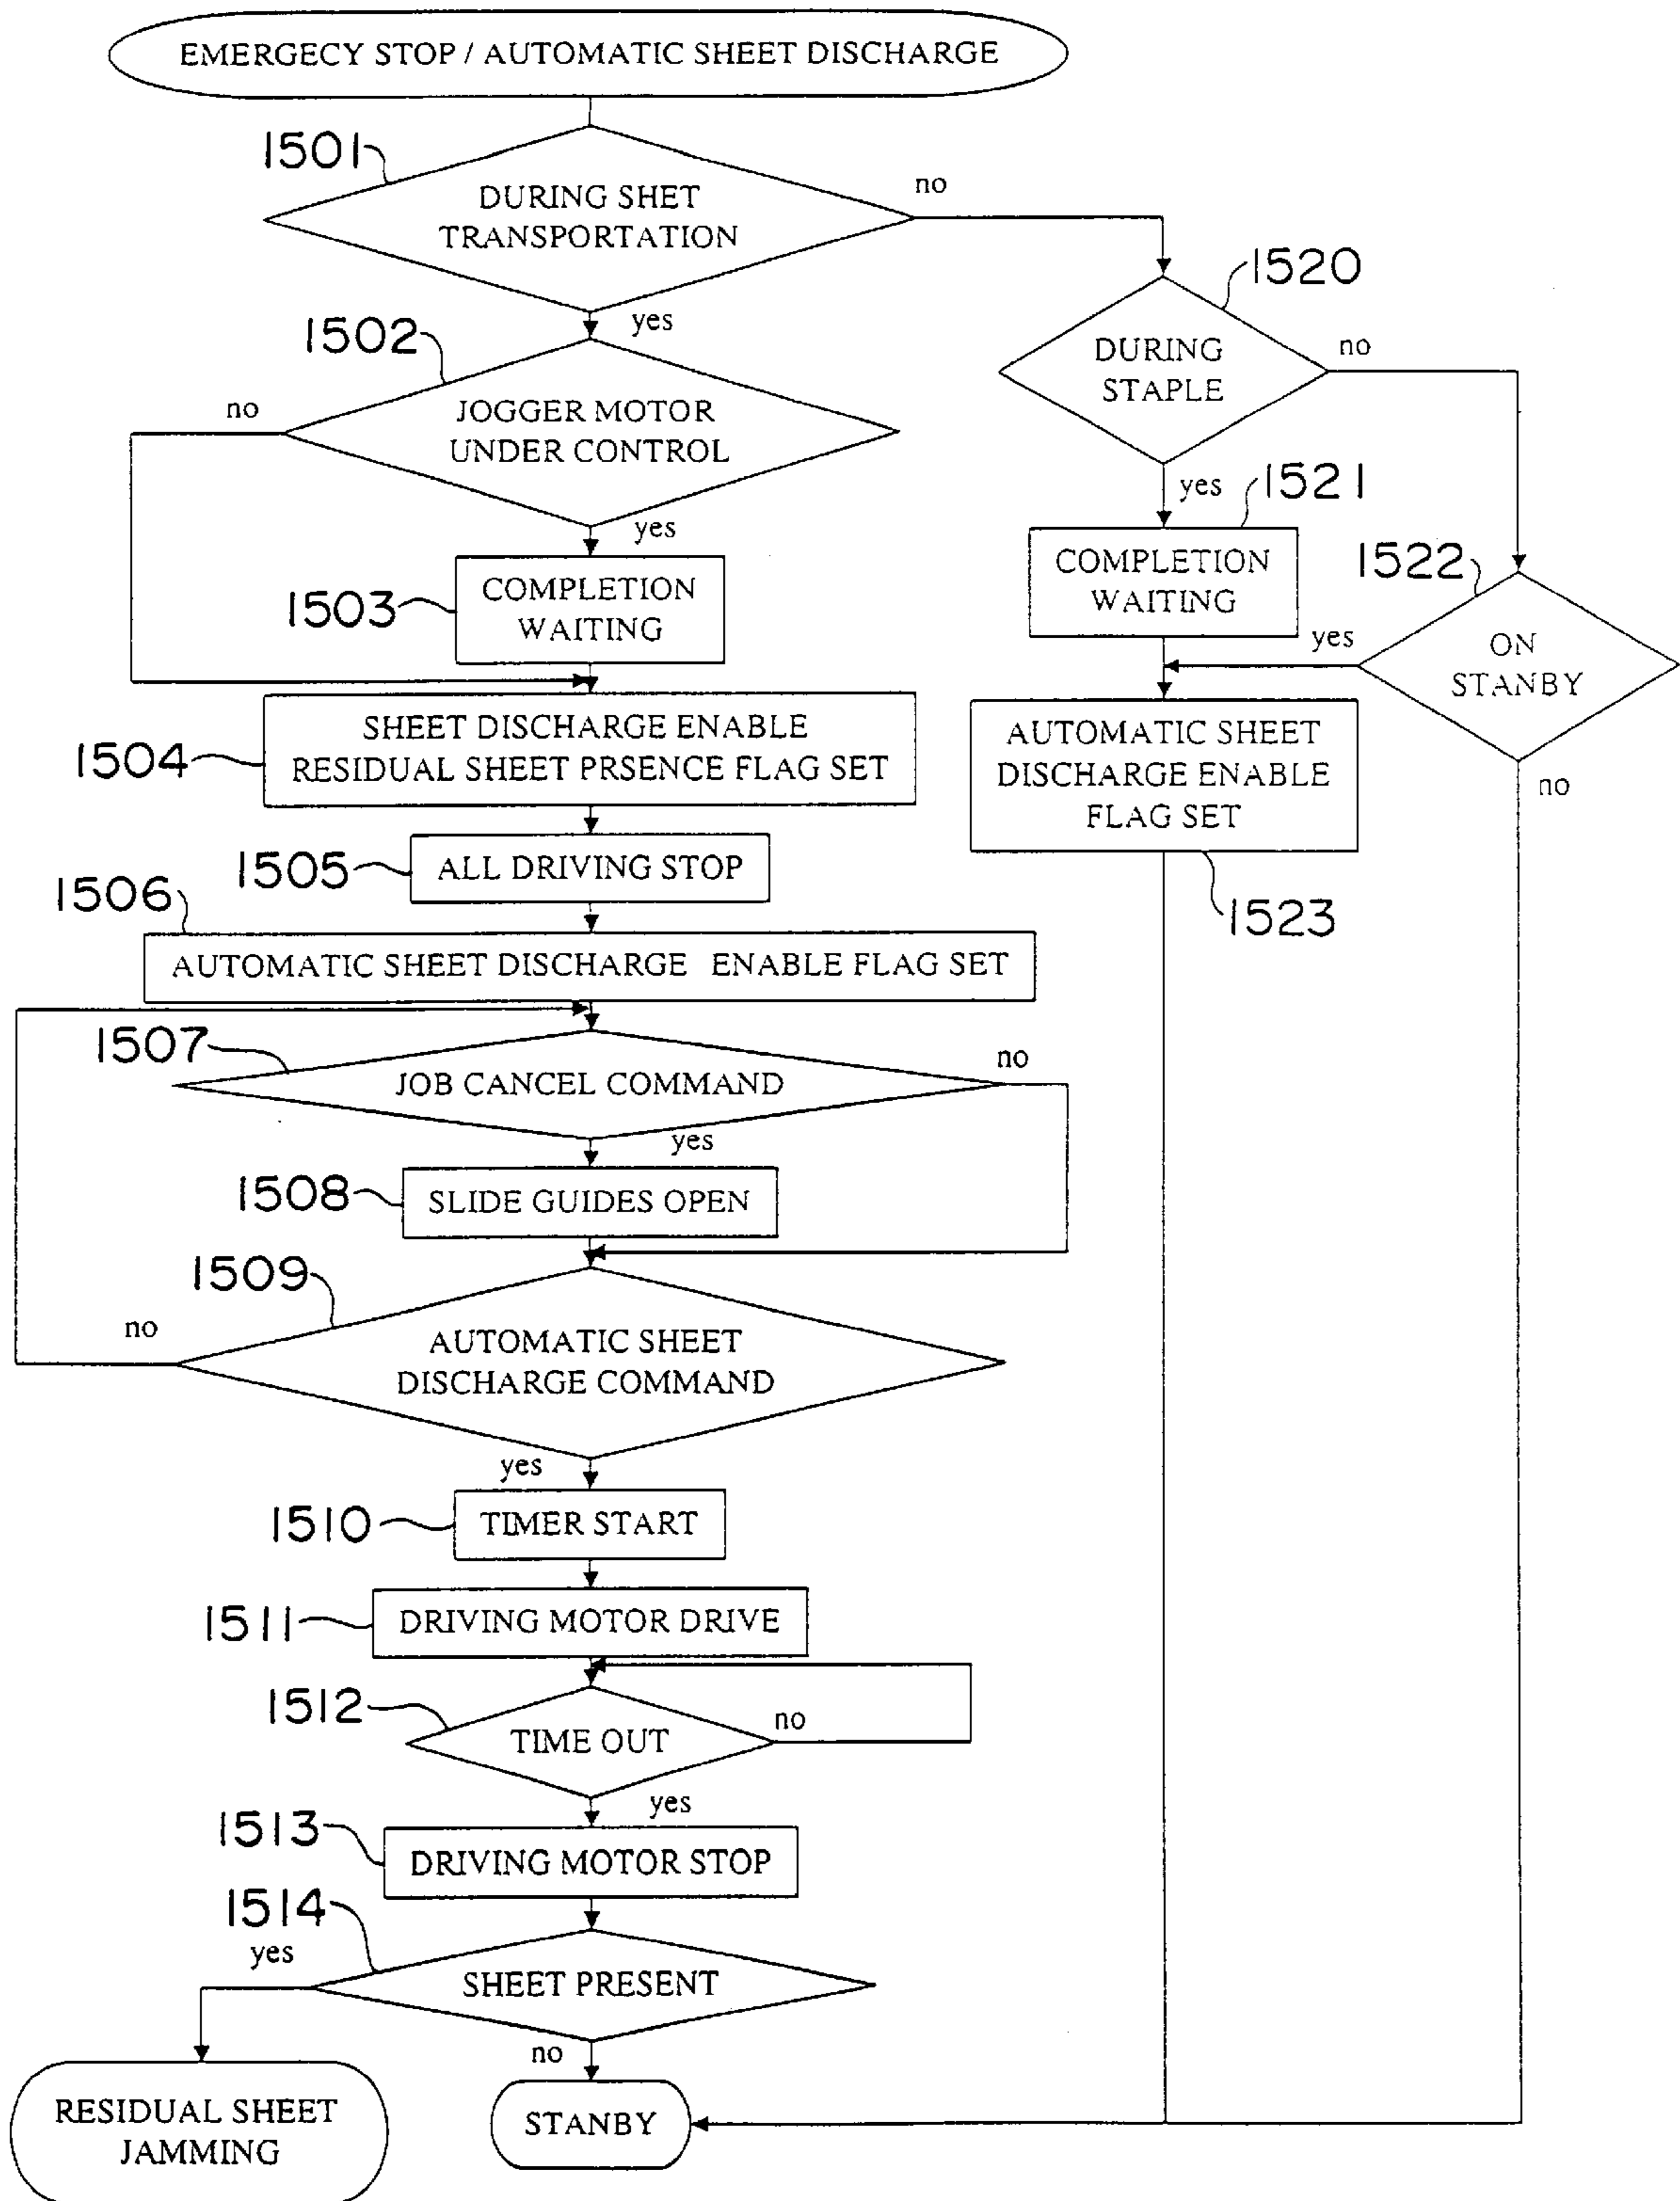 EMERGECY STOP / AUTOMATIC SHEET DISCHARGE
1501
DURING SHET
TRANSPORTATION
no
yes
1502
JOGGER MOTOR
UNDER CONTROL
no
yes
1503
COMPLETION
WAITING
1504
SHEET DISCHARGE ENABLE
RESIDUAL SHEET PRSENCE FLAG SET
1505
ALL DRIVING STOP
1506
AUTOMATIC SHEET DISCHARGE ENABLE FLAG SET
1507
JOB CANCEL COMMAND
no
yes
1508
SLIDE GUIDES OPEN
1509
AUTOMATIC SHEET
DISCHARGE COMMAND
no
yes
1510
TIMER START
1511
DRIVING MOTOR DRIVE
1512
TIME OUT
no
yes
1513
DRIVING MOTOR STOP
1514
SHEET PRESENT
yes
no
RESIDUAL SHEET
JAMMING
STANBY
1520
DURING
STAPLE
no
yes
1521
COMPLETION
WAITING
1522
ON
STANBY
yes
no
AUTOMATIC SHEET
DISCHARGE ENABLE
FLAG SET
1523